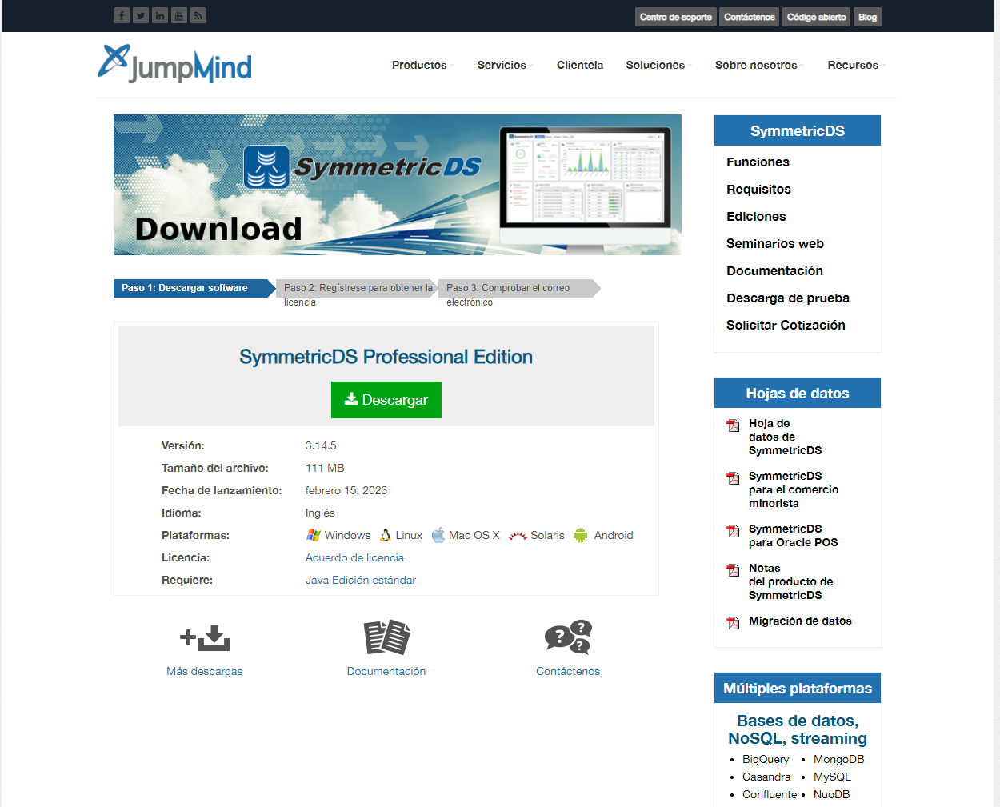 Centro de soporte
Contáctenos
Código abierto
Blog
JumpMind
Productos
Servicios
Clientela
Soluciones
Sobre nosotros
Recursos
SymmetricDS
Download
Paso 1: Descargar software
Paso 2: Regístrese para obtener la
licencia
Paso 3: Comprobar el correo
electrónico
SymmetricDS Professional Edition
Descargar
Versión: 3.14.5
Tamaño del archivo: 111 MB
Fecha de lanzamiento: febrero 15, 2023
Idioma: Inglés
Plataformas: Windows Linux Mac OS X Solaris Android
Licencia: Acuerdo de licencia
Requiere: Java Edición estándar
Más descargas
Documentación
Contáctenos
SymmetricDS
Funciones
Requisitos
Ediciones
Seminarios web
Documentación
Descarga de prueba
Solicitar Cotización
Hojas de datos
Hoja de
datos de
SymmetricDS
SymmetricDS
para el comercio
minorista
SymmetricDS
para Oracle POS
Notas
del producto de
SymmetricDS
Migración de datos
Múltiples plataformas
Bases de datos,
NoSQL, streaming
BigQuery
Casandra
Confluente
MongoDB
MySQL
NuoDB